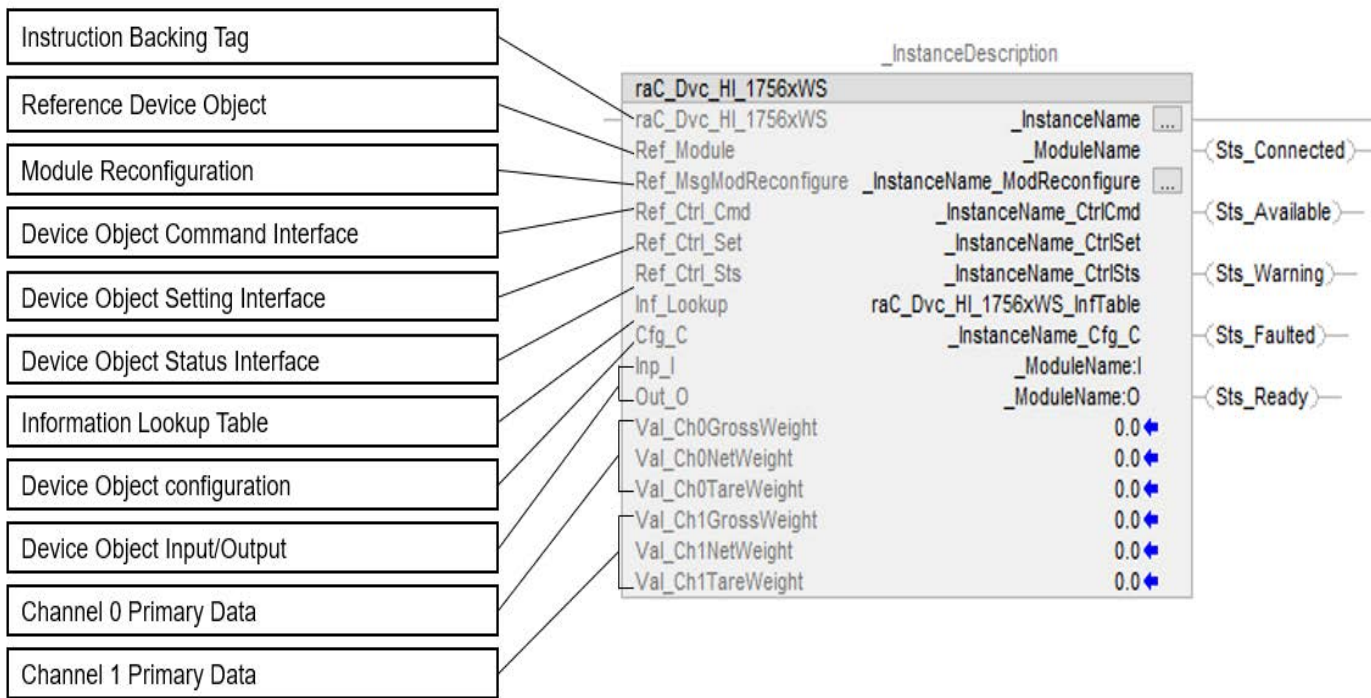 Instruction Backing Tag
Reference Device Object
Module Reconfiguration
Device Object Command Interface
Device Object Setting Interface
Device Object Status Interface
Information Lookup Table
Device Object configuration
Device Object Input/Output
Channel 0 Primary Data
Channel 1 Primary Data
_InstanceDescription
raC_Dvc_HI_1756xWS
raC_Dvc_HI_1756xWS _InstanceName ...
Ref_Module _ModuleName Sts_Connected
Ref_MsgModReconfigure _InstanceName_ModReconfigure ...
Ref_Ctrl_Cmd _InstanceName_CtrlCmd Sts_Available
Ref_Ctrl_Set _InstanceName_CtrlSet
Ref_Ctrl_Sts _InstanceName_CtrlSts Sts_Warning
Inf_Lookup raC_Dvc_HI_1756xWS_InfTable
Cfg_C _InstanceName_Cfg_C Sts_Faulted
Inp_I _ModuleName:I
Out_O _ModuleName:O Sts_Ready
Val_Ch0GrossWeight 0.0
Val_Ch0NetWeight 0.0
Val_Ch0TareWeight 0.0
Val_Ch1GrossWeight 0.0
Val_Ch1NetWeight 0.0
Val_Ch1TareWeight 0.0